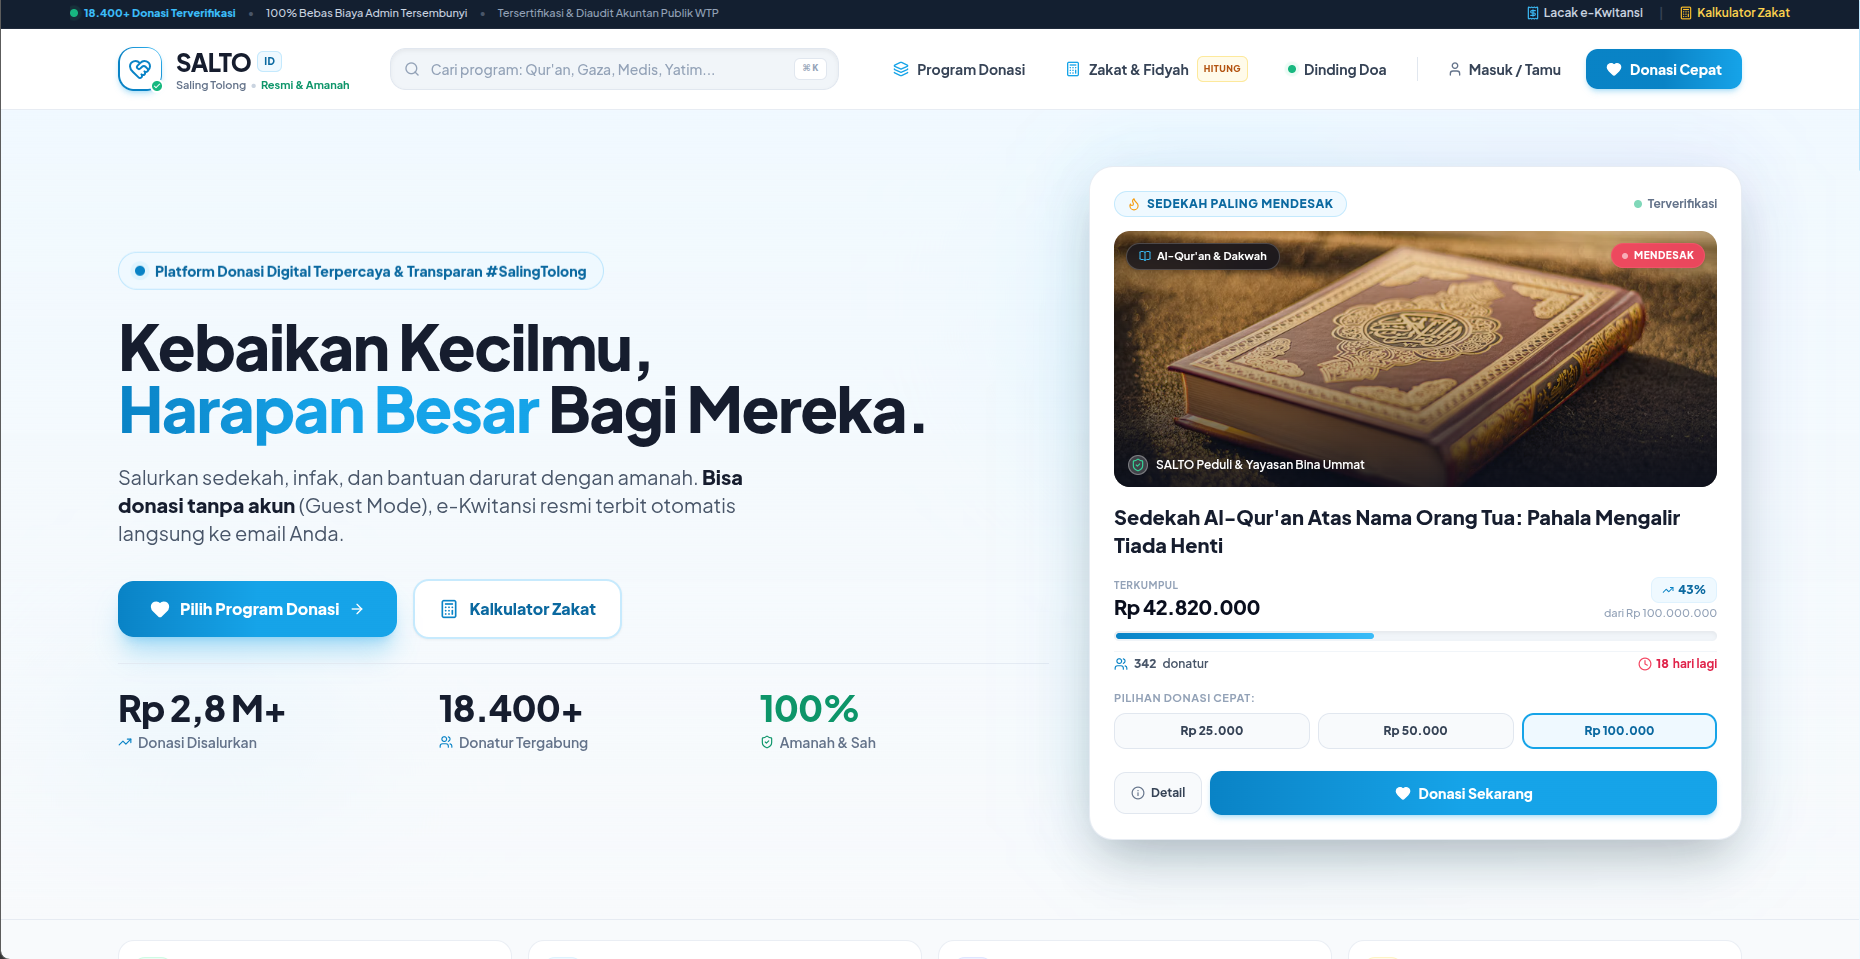 18.400+ Donasi Terverifikasi
100% Bebas Biaya Admin Tersembunyi
Tersertifikasi & Diaudit Akuntan Publik WTP
Lacak e-Kwitansi
Kalkulator Zakat
SALTO ID
Saling Tolong • Resmi & Amanah
Cari program: Qur'an, Gaza, Medis, Yatim...
⌘K
Program Donasi
Zakat & Fidyah HITUNG
Dinding Doa
Masuk / Tamu
Donasi Cepat
Platform Donasi Digital Terpercaya & Transparan #SalingTolong
Kebaikan Kecilmu,
Harapan Besar Bagi Mereka.
Salurkan sedekah, infak, dan bantuan darurat dengan amanah. Bisa
donasi tanpa akun (Guest Mode), e-Kwitansi resmi terbit otomatis
langsung ke email Anda.
Pilih Program Donasi →
Kalkulator Zakat
Rp 2,8 M+
Donasi Disalurkan
18.400+
Donatur Tergabung
100%
Amanah & Sah
SEDEKAH PALING MENDESAK
Terverifikasi
Al-Qur'an & Dakwah
MENDESAK
SALTO Peduli & Yayasan Bina Ummat
Sedekah Al-Qur'an Atas Nama Orang Tua: Pahala Mengalir
Tiada Henti
TERKUMPUL
Rp 42.820.000
43%
dari Rp 100.000.000
342 donatur
18 hari lagi
PILIHAN DONASI CEPAT:
Rp 25.000
Rp 50.000
Rp 100.000
Detail
Donasi Sekarang